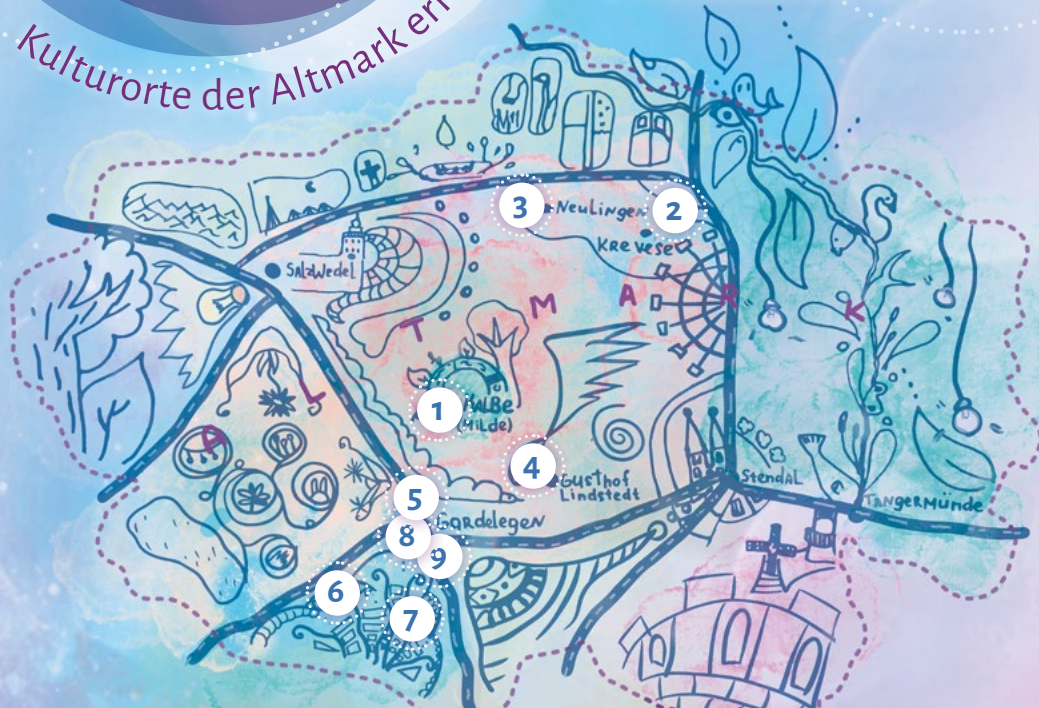 Kulturorte der Altmark
3
Neulingen
2
Krevese
Salzwedel
A L T M A R K
1
Kalbe
(Milde)
4
Gusthof
Lindstedt
Stendal
Tangermünde
5
Gardelegen
8
9
6
7